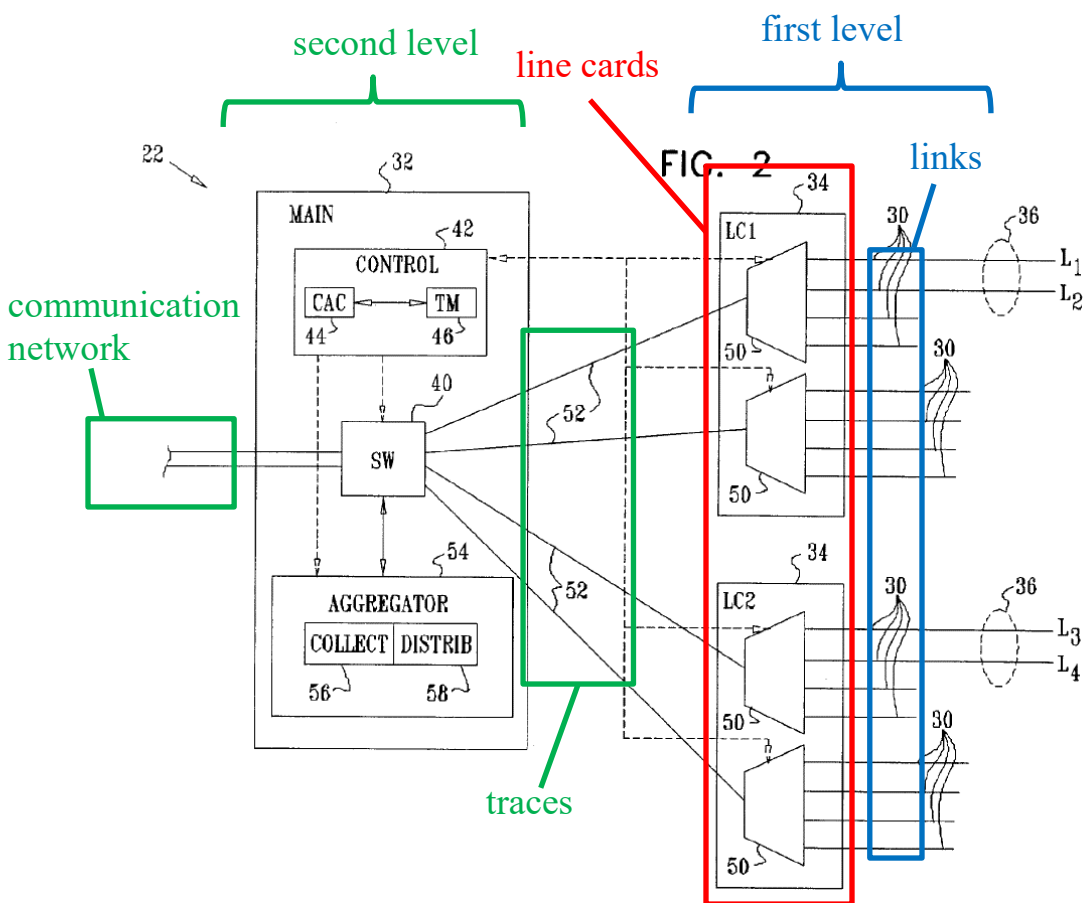 second level
first level
line cards
links
communication
network
traces
FIG. 2
22
32
MAIN
42
CONTROL
CAC
TM
44
46
40
SW
54
AGGREGATOR
COLLECT
DISTRIB
56
58
52
52
34
LC1
50
50
30
30
36
L1
L2
34
LC2
50
50
30
30
36
L3
L4